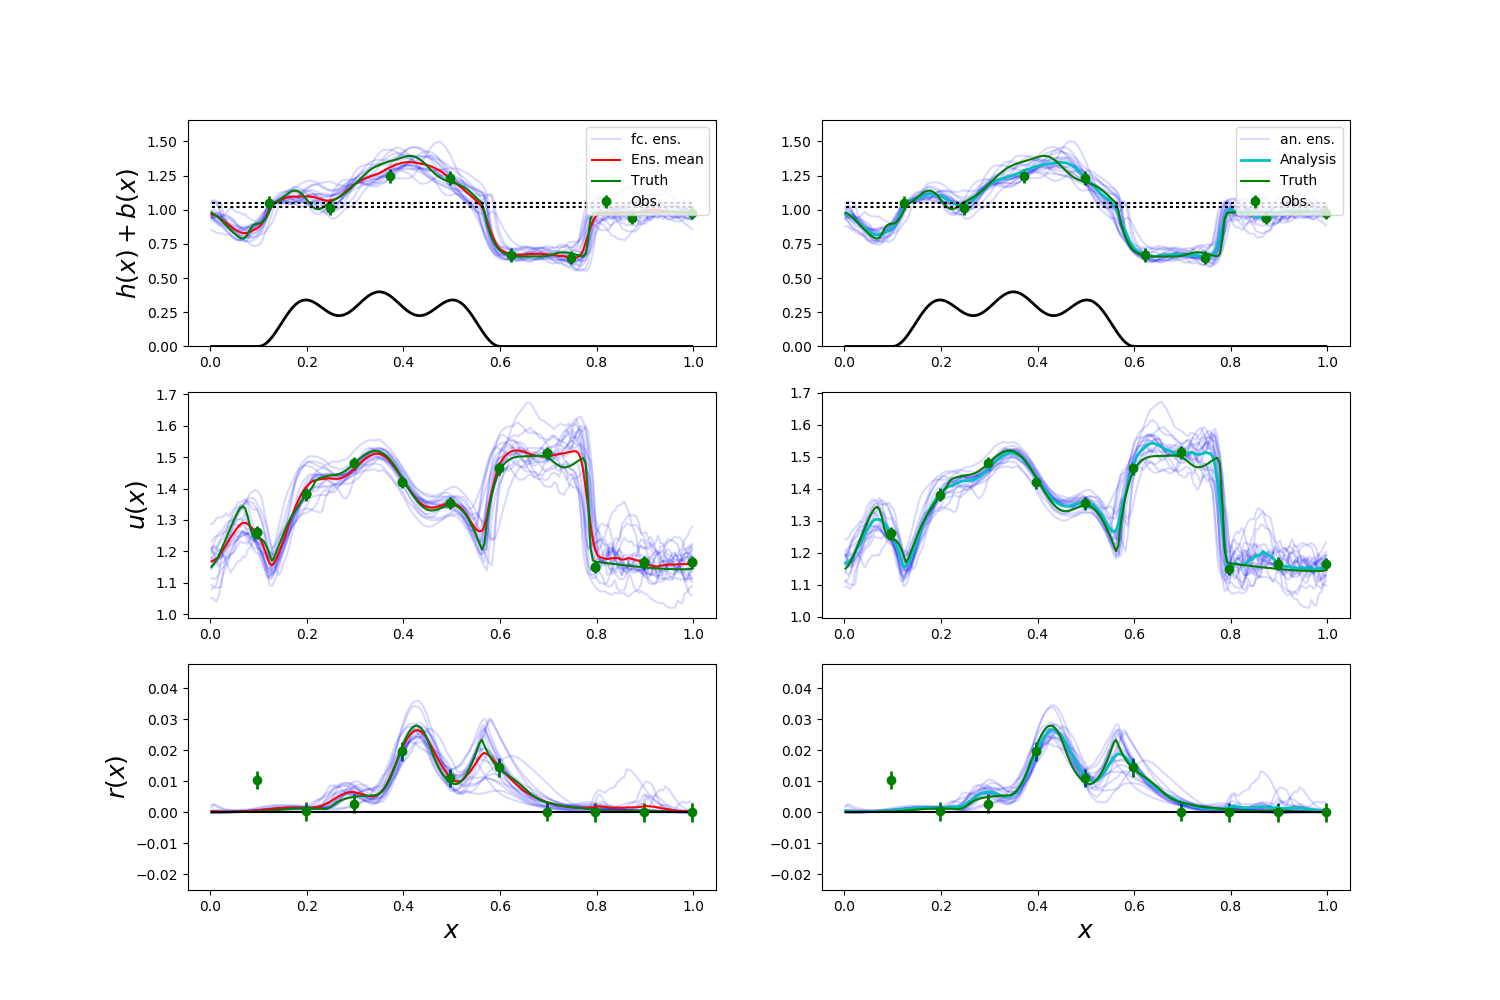 h(x) + b(x)
1.50
1.25
1.00
0.75
0.50
0.25
0.00
fc. ens.
Ens. mean
Truth
Obs.
0.0 0.2 0.4 0.6 0.8 1.0
1.50
1.25
1.00
0.75
0.50
0.25
0.00
an. ens.
Analysis
Truth
Obs.
0.0 0.2 0.4 0.6 0.8 1.0
u(x)
1.7
1.6
1.5
1.4
1.3
1.2
1.1
1.0
0.0 0.2 0.4 0.6 0.8 1.0
1.7
1.6
1.5
1.4
1.3
1.2
1.1
1.0
0.0 0.2 0.4 0.6 0.8 1.0
r(x)
0.04
0.03
0.02
0.01
0.00
−0.01
−0.02
0.0 0.2 0.4 0.6 0.8 1.0
x
0.04
0.03
0.02
0.01
0.00
−0.01
−0.02
0.0 0.2 0.4 0.6 0.8 1.0
x